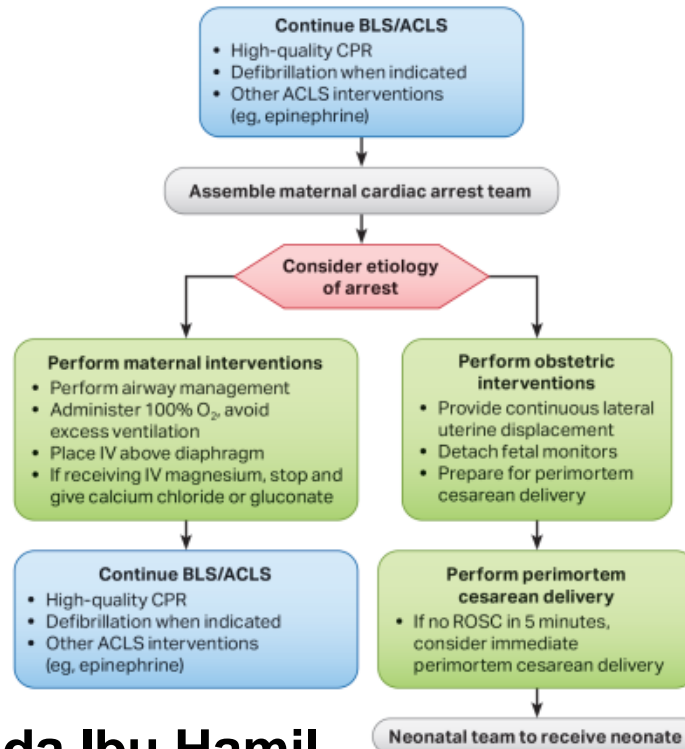 Continue BLS/ACLS
• High-quality CPR
• Defibrillation when indicated
• Other ACLS interventions
(eg, epinephrine)
Assemble maternal cardiac arrest team
Consider etiology
of arrest
Perform maternal interventions
• Perform airway management
• Administer 100% O₂, avoid
excess ventilation
• Place IV above diaphragm
• If receiving IV magnesium, stop and
give calcium chloride or gluconate
Continue BLS/ACLS
• High-quality CPR
• Defibrillation when indicated
• Other ACLS interventions
(eg, epinephrine)
Perform obstetric
interventions
• Provide continuous lateral
uterine displacement
• Detach fetal monitors
• Prepare for perimortem
cesarean delivery
Perform perimortem
cesarean delivery
• If no ROSC in 5 minutes,
consider immediate
perimortem cesarean delivery
Neonatal team to receive neonate
Ibu Hamil